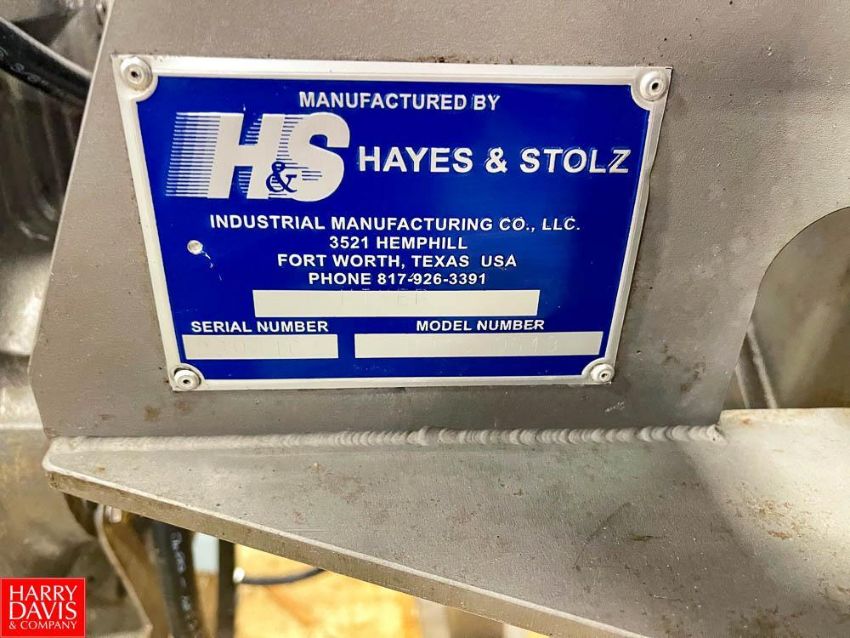 MANUFACTURED BY
H&S HAYES & STOLZ
INDUSTRIAL MANUFACTURING CO., LLC.
3521 HEMPHILL
FORT WORTH, TEXAS USA
PHONE 817-926-3391
MIXER
SERIAL NUMBER MODEL NUMBER
HARRY
DAVIS
& COMPANY